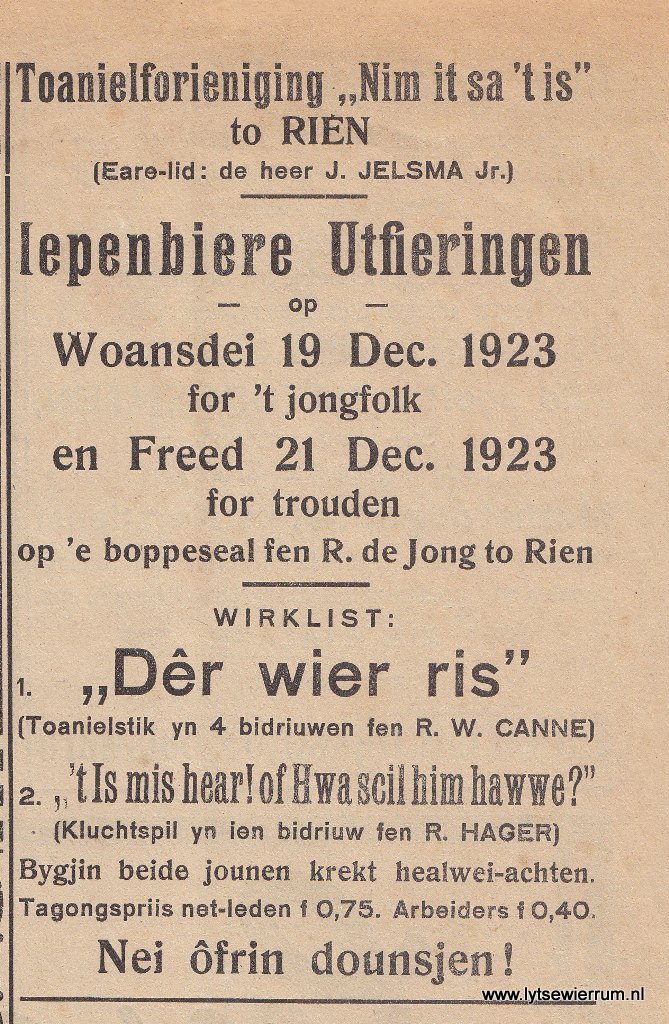 Toanielforieniging „Nim it sa 't is”
to RIEN
(Eare-lid: de heer J. JELSMA Jr.)
Iepenbiere Utfieringen
— op —
Woansdei 19 Dec. 1923
for 't jongfolk
en Freed 21 Dec. 1923
for trouden
op 'e boppeseal fen R. de Jong to Rien
WIRKLIST:
1. „Dêr wier ris”
(Toanielstik yn 4 bidriuwen fen R. W. CANNE)
2. „'t Is mis hear! of Hwa scil him hawwe?”
(Kluchtspil yn ien bidriuw fen R. HAGER)
Bygjin beide jounen krekt healwei-achten.
Tagongspriis net-leden f 0,75. Arbeiders f 0,40.
Nei ôfrin dounsjen!
www.lytsewierrum.nl